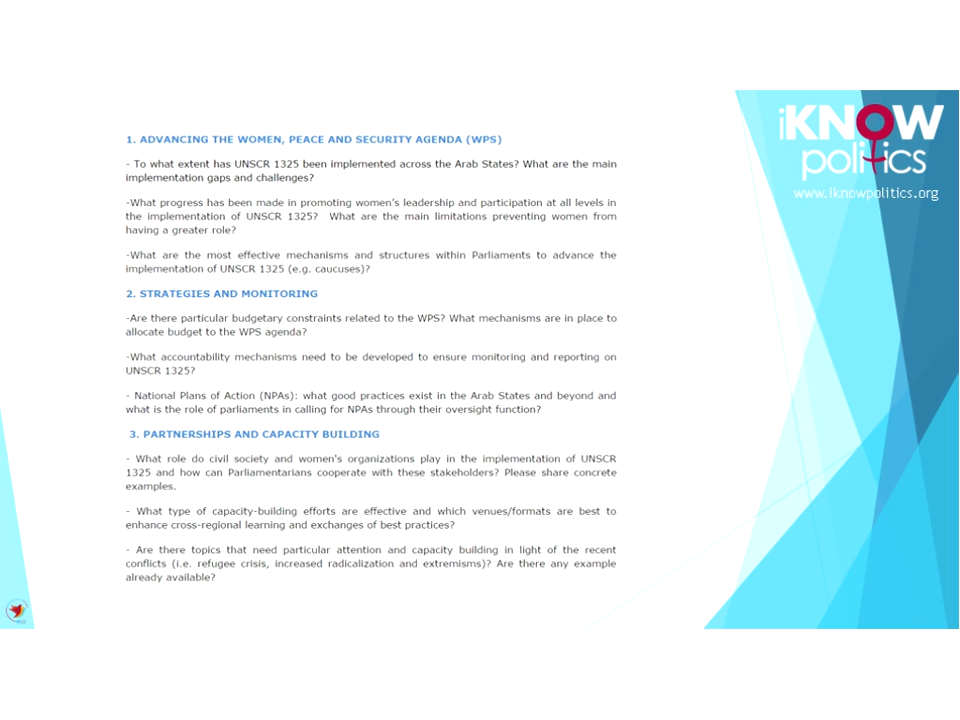 iKNOW
politics
www.iknowpolitics.org
1. ADVANCING THE WOMEN, PEACE AND SECURITY AGENDA (WPS)
- To what extent has UNSCR 1325 been implemented across the Arab States? What are the main
implementation gaps and challenges?
-What progress has been made in promoting women's leadership and participation at all levels in
the implementation of UNSCR 1325? What are the main limitations preventing women from
having a greater role?
-What are the most effective mechanisms and structures within Parliaments to advance the
implementation of UNSCR 1325 (e.g. caucuses)?
2. STRATEGIES AND MONITORING
-Are there particular budgetary constraints related to the WPS? What mechanisms are in place to
allocate budget to the WPS agenda?
-What accountability mechanisms need to be developed to ensure monitoring and reporting on
UNSCR 1325?
- National Plans of Action (NPAs): what good practices exist in the Arab States and beyond and
what is the role of parliaments in calling for NPAs through their oversight function?
3. PARTNERSHIPS AND CAPACITY BUILDING
- What role do civil society and women's organizations play in the implementation of UNSCR
1325 and how can Parliamentarians cooperate with these stakeholders? Please share concrete
examples.
- What type of capacity-building efforts are effective and which venues/formats are best to
enhance cross-regional learning and exchanges of best practices?
- Are there topics that need particular attention and capacity building in light of the recent
conflicts (i.e. refugee crisis, increased radicalization and extremisms)? Are there any example
already available?